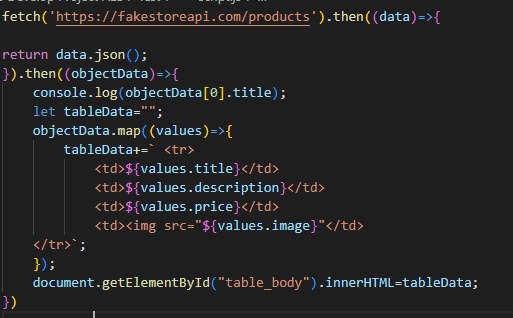 fetch('https://fakestoreapi.com/products').then((data)=>{
return data.json();
}).then((objectData)=>{
console.log(objectData[0].title);
let tableData="";
objectData.map((values)=>{
tableData+=` <tr>
<td>${values.title}</td>
<td>${values.description}</td>
<td>${values.price}</td>
<td><img src="${values.image}"</td>
</tr>`;
});
document.getElementById("table_body").innerHTML=tableData;
})